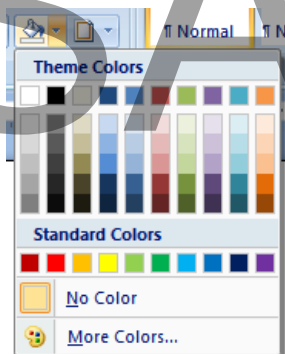 ¶ Normal ¶ N
Theme Colors
Standard Colors
No Color
More Colors...